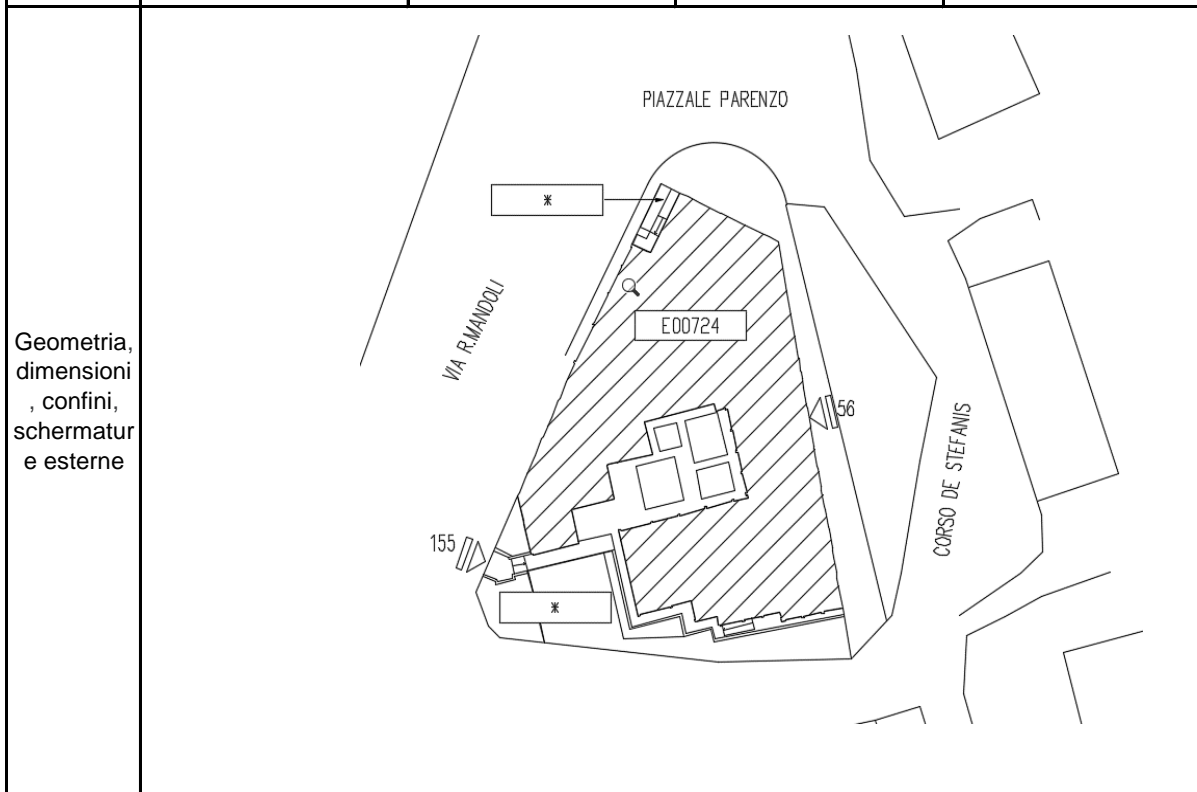 Geometria,
dimensioni
, confini,
schermatur
e esterne
PIAZZALE PARENZO
*
VIA R.MANDOLI
E00724
56
CORSO DE STEFANIS
155
*